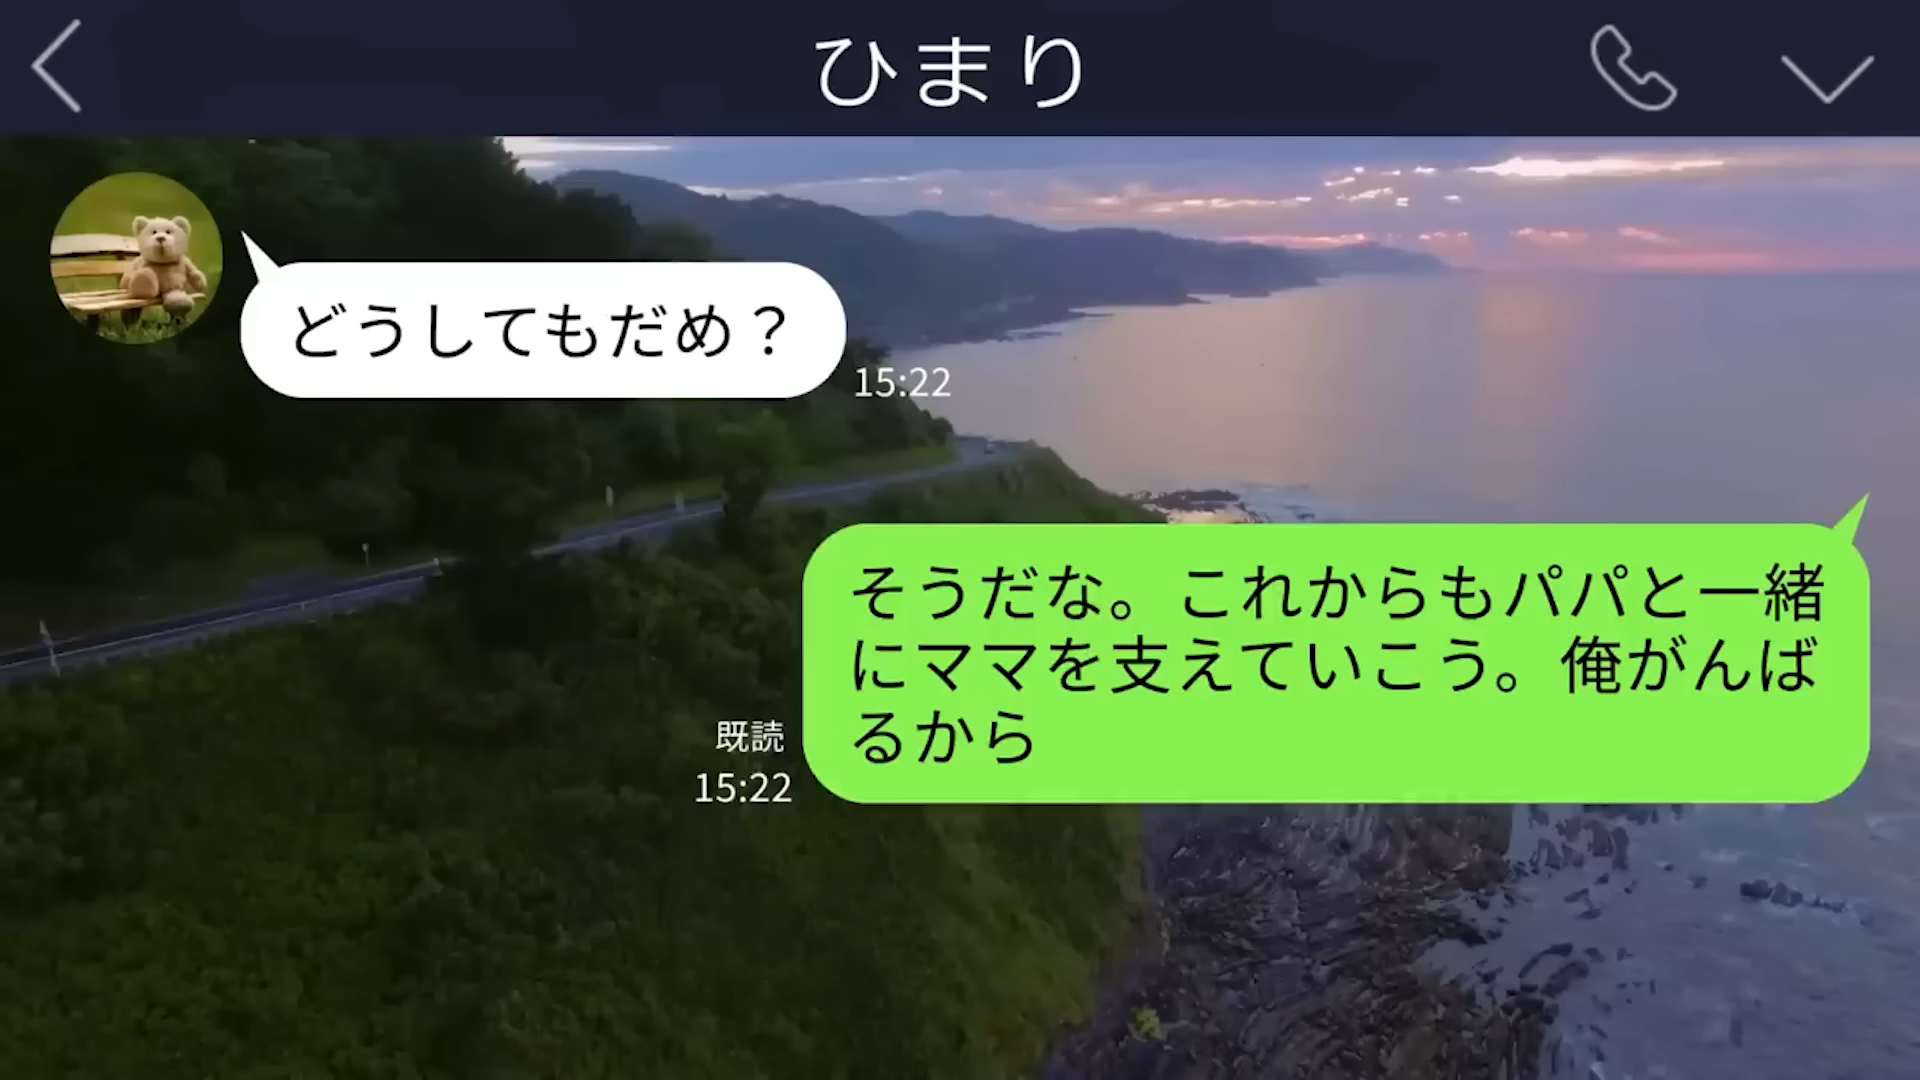 ひまり
どうしてもだめ？
15:22
そうだな。これからもパパと一緒
にママを支えていこう。俺がんば
るから
既読
15:22